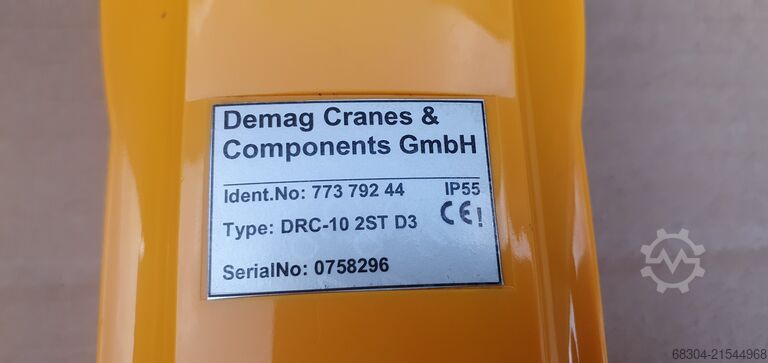 Demag Cranes &
Components GmbH
Ident.No: 773 792 44 IP55
Type: DRC-10 2ST D3 CE!
SerialNo: 0758296
68304-21544968